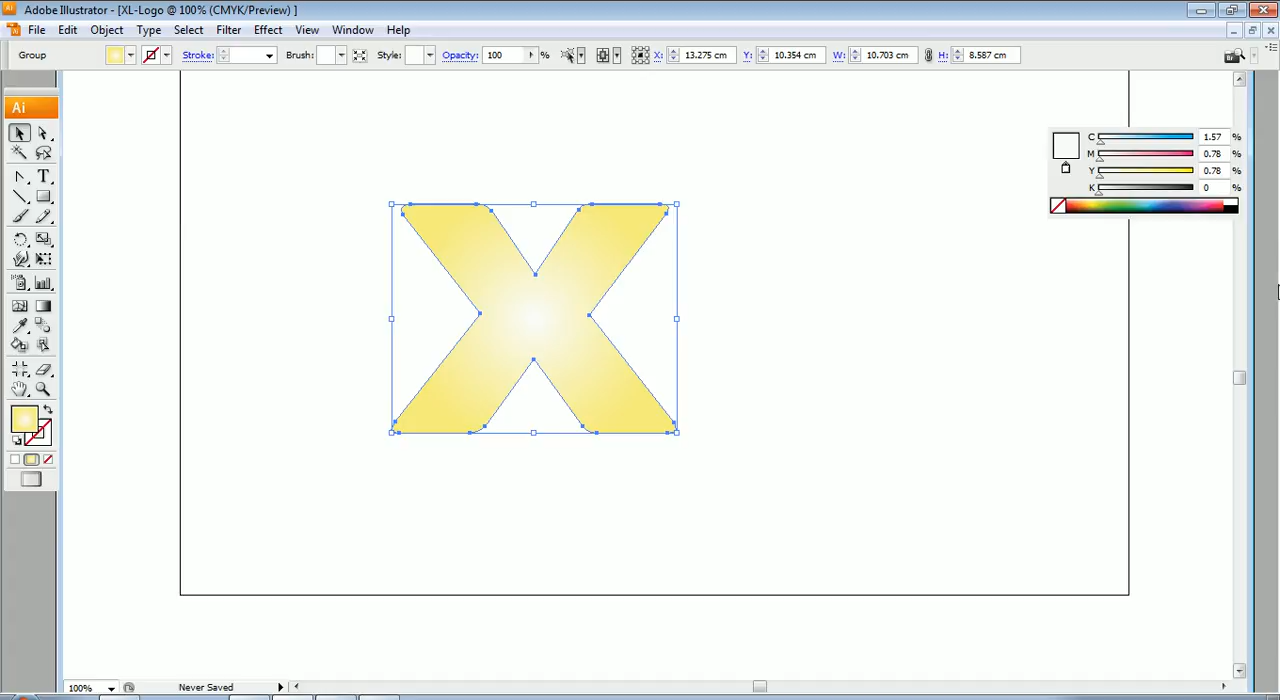 Adobe Illustrator - [XL-Logo @ 100% (CMYK/Preview) ]
File Edit Object Type Select Filter Effect View Window Help
Group Stroke: Brush: Style: Opacity: 100 % X: 13.275 cm Y: 10.354 cm W: 10.703 cm H: 8.587 cm
Ai
C 1.57 %
M 0.78 %
Y 0.78 %
K 0 %
X
100% Never Saved